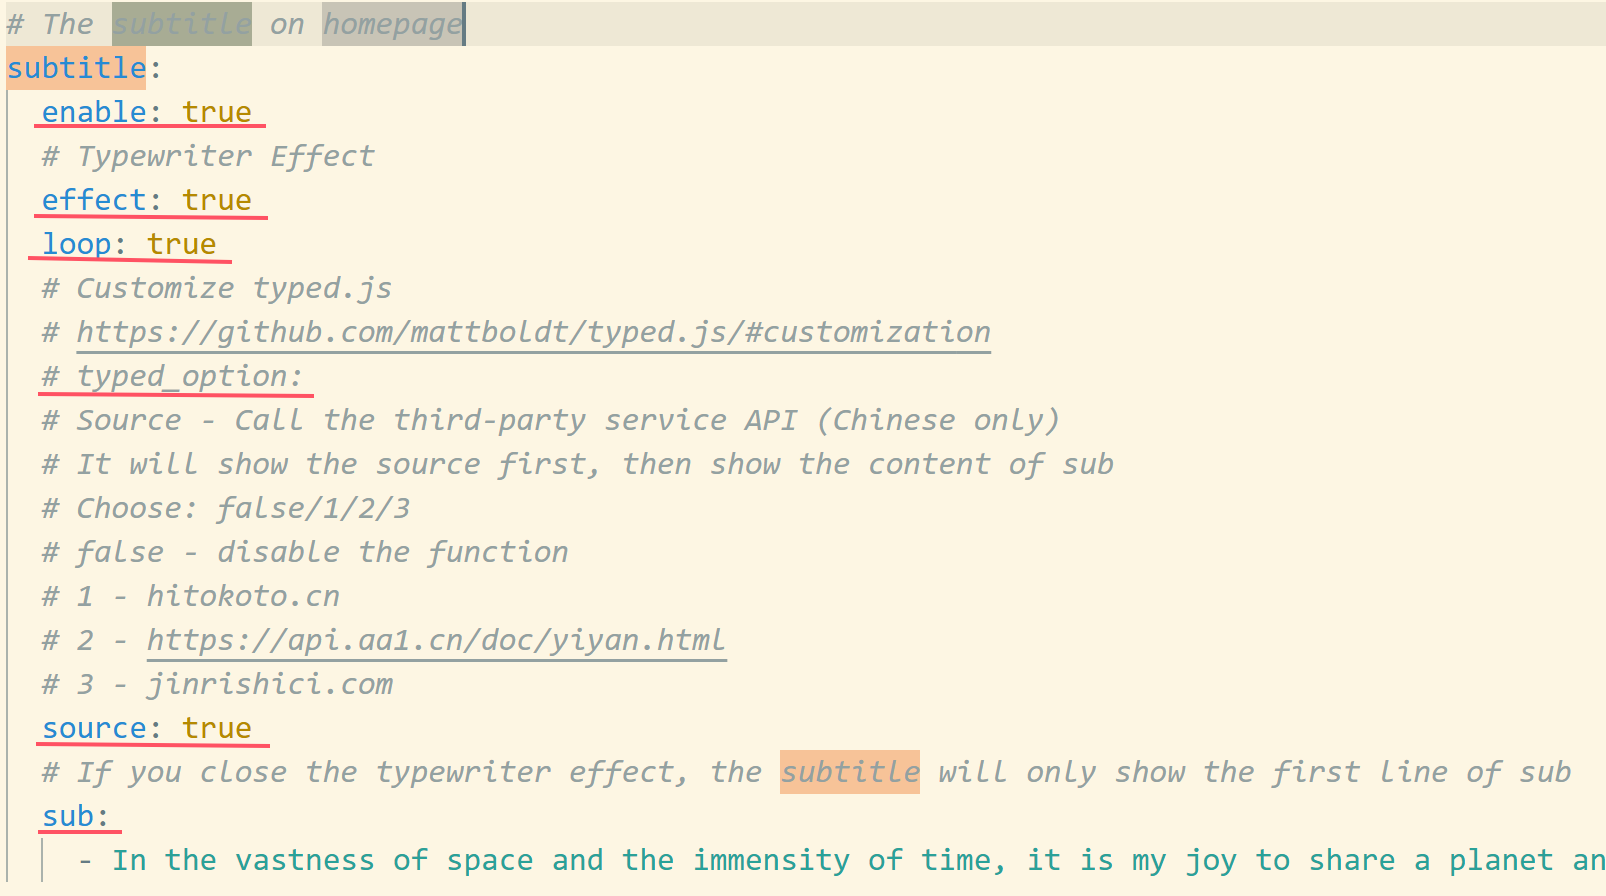 # The subtitle on homepage
subtitle:
enable: true
# Typewriter Effect
effect: true
loop: true
# Customize typed.js
# https://github.com/mattboldt/typed.js/#customization
# typed_option:
# Source - Call the third-party service API (Chinese only)
# It will show the source first, then show the content of sub
# Choose: false/1/2/3
# false - disable the function
# 1 - hitokoto.cn
# 2 - https://api.aa1.cn/doc/yiyan.html
# 3 - jinrishici.com
source: true
# If you close the typewriter effect, the subtitle will only show the first line of sub
sub:
- In the vastness of space and the immensity of time, it is my joy to share a planet an